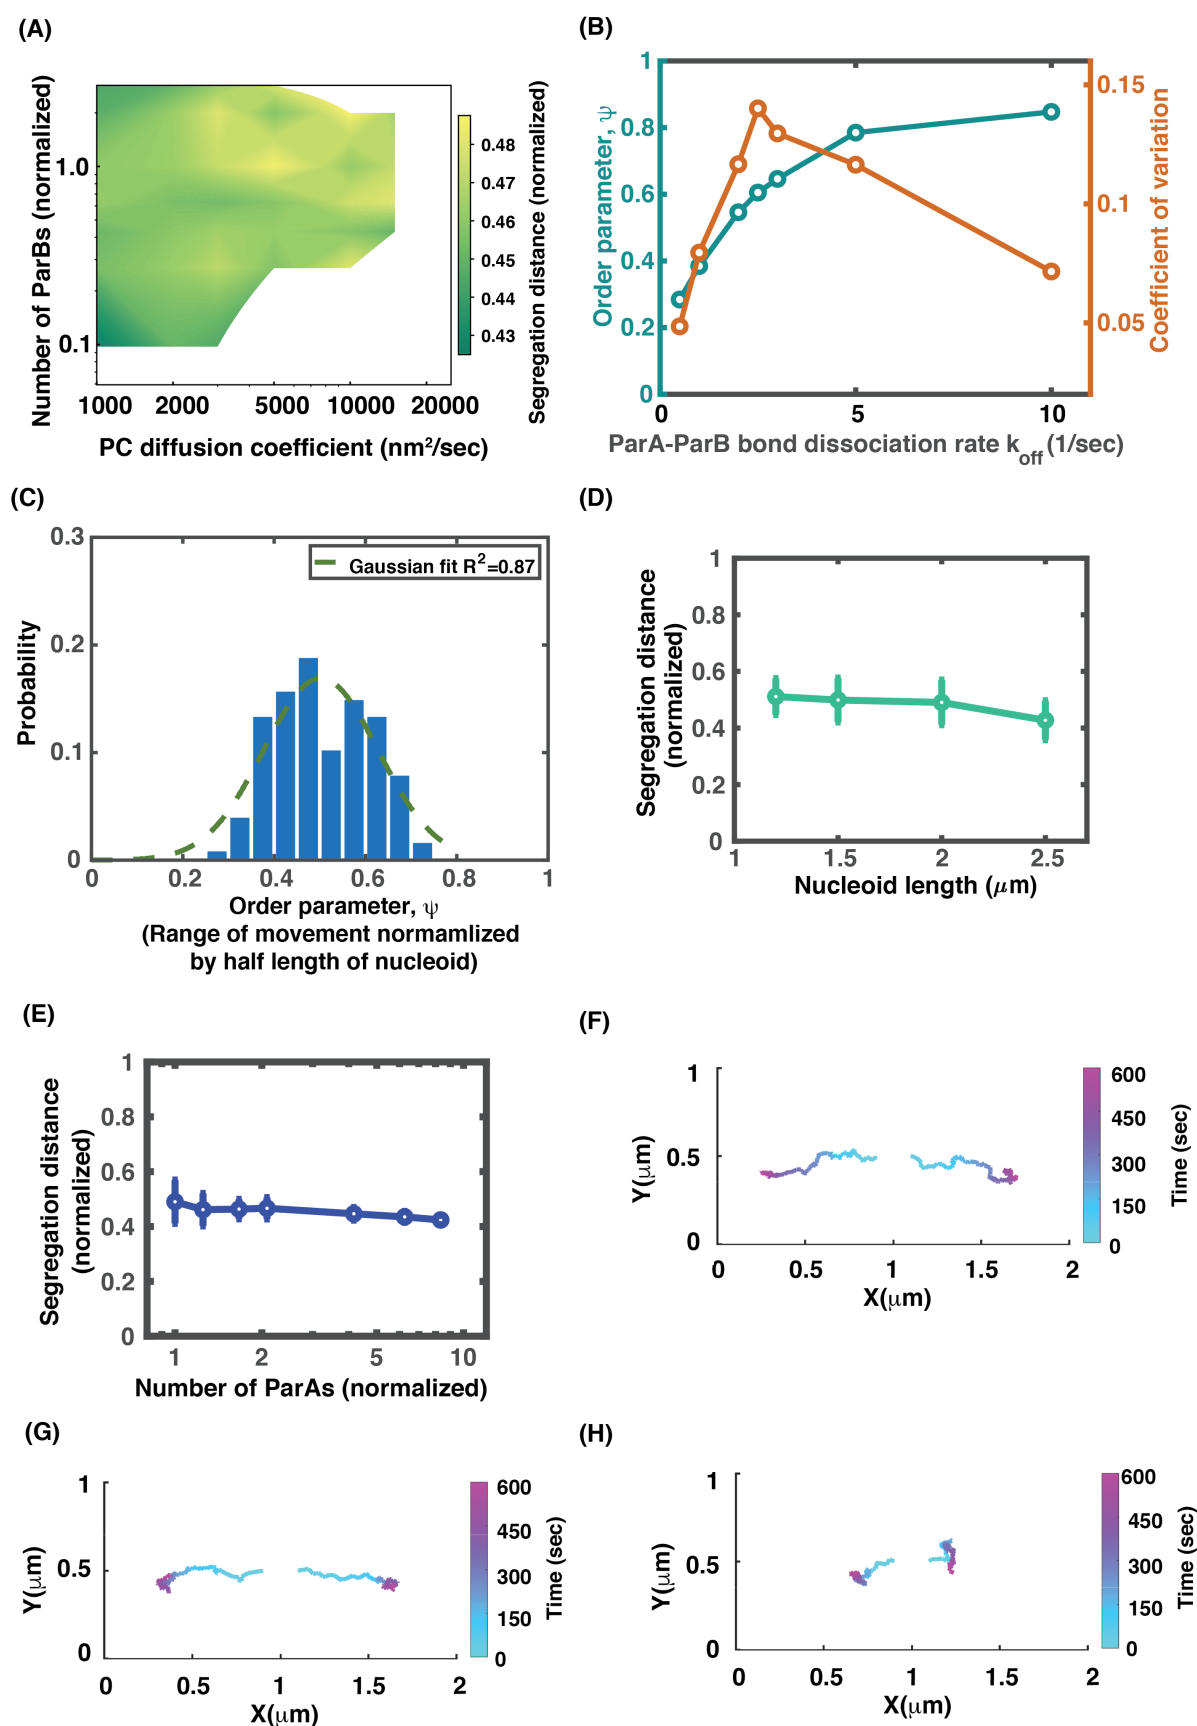 (A)
Number of ParBs (normalized)
1.0
0.1
1000 2000 5000 10000 20000
PC diffusion coefficient (nm²/sec)
0.48
0.47
0.46
0.45
0.44
0.43
Segregation distance (normalized)
(B)
Order parameter, ψ
1
0.8
0.6
0.4
0.2
0
0 5 10
ParA-ParB bond dissociation rate k_off (1/sec)
0.15
0.1
0.05
Coefficient of variation
(C)
Probability
0.3
0.2
0.1
0
Gaussian fit R²=0.87
0 0.2 0.4 0.6 0.8 1
Order parameter, ψ
(Range of movement normamlized
by half length of nucleoid)
(D)
Segregation distance
(normalized)
1
0.8
0.6
0.4
0.2
0
1 1.5 2 2.5
Nucleoid length (μm)
(E)
Segregation distance
(normalized)
1
0.8
0.6
0.4
0.2
0
1 2 5 10
Number of ParAs (normalized)
(F)
Y(μm)
1
0.5
0
0 0.5 1 1.5 2
X(μm)
600
450
300
150
0
Time (sec)
(G)
Y(μm)
1
0.5
0
0 0.5 1 1.5 2
X(μm)
600
450
300
150
0
Time (sec)
(H)
Y(μm)
1
0.5
0
0 0.5 1 1.5 2
X(μm)
600
450
300
150
0
Time (sec)